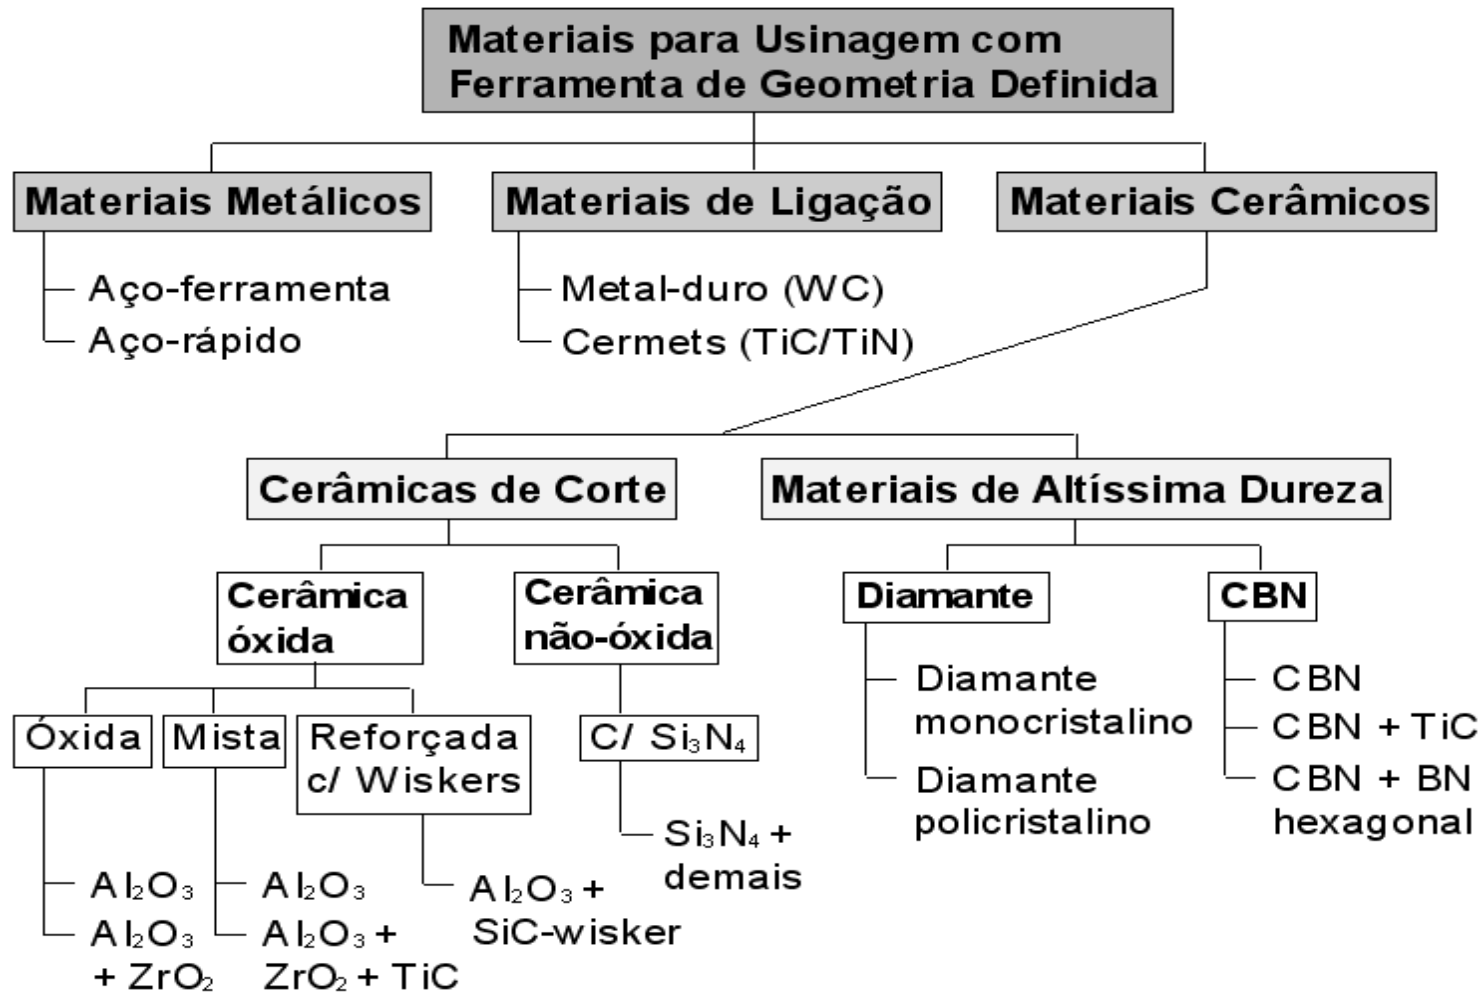 Materiais para Usinagem com
Ferramenta de Geometria Definida
Materiais Metálicos
Aço-ferramenta
Aço-rápido
Materiais de Ligação
Metal-duro (WC)
Cermets (TiC/TiN)
Materiais Cerâmicos
Cerâmicas de Corte
Cerâmica
óxida
Óxida
Al₂O₃
Al₂O₃
+ ZrO₂
Mista
Al₂O₃
Al₂O₃ +
ZrO₂ + TiC
Reforçada
c/ Wiskers
Al₂O₃ +
SiC-wisker
Cerâmica
não-óxida
C/ Si₃N₄
Si₃N₄ +
demais
Materiais de Altíssima Dureza
Diamante
Diamante
monocristalino
Diamante
policristalino
CBN
CBN
CBN + TiC
CBN + BN
hexagonal